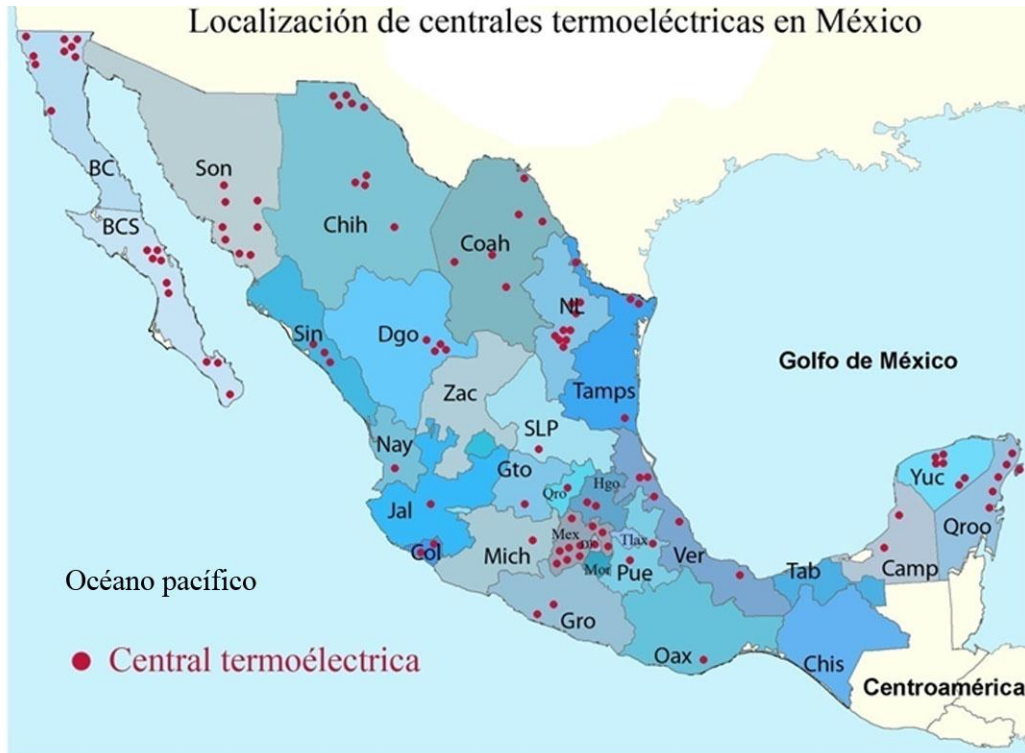 Localización de centrales termoeléctricas en México
BC
Son
BCS
Chih
Coah
NL
Sin
Dgo
Golfo de México
Zac
Tamps
SLP
Nay
Gto
Yuc
Qro
Hgo
Jal
Qroo
Mex
DF
Tlax
Col
Mich
Ver
Mor
Pue
Camp
Tab
Océano pacífico
Gro
Oax
Chis
Central termoélectrica
Centroamérica